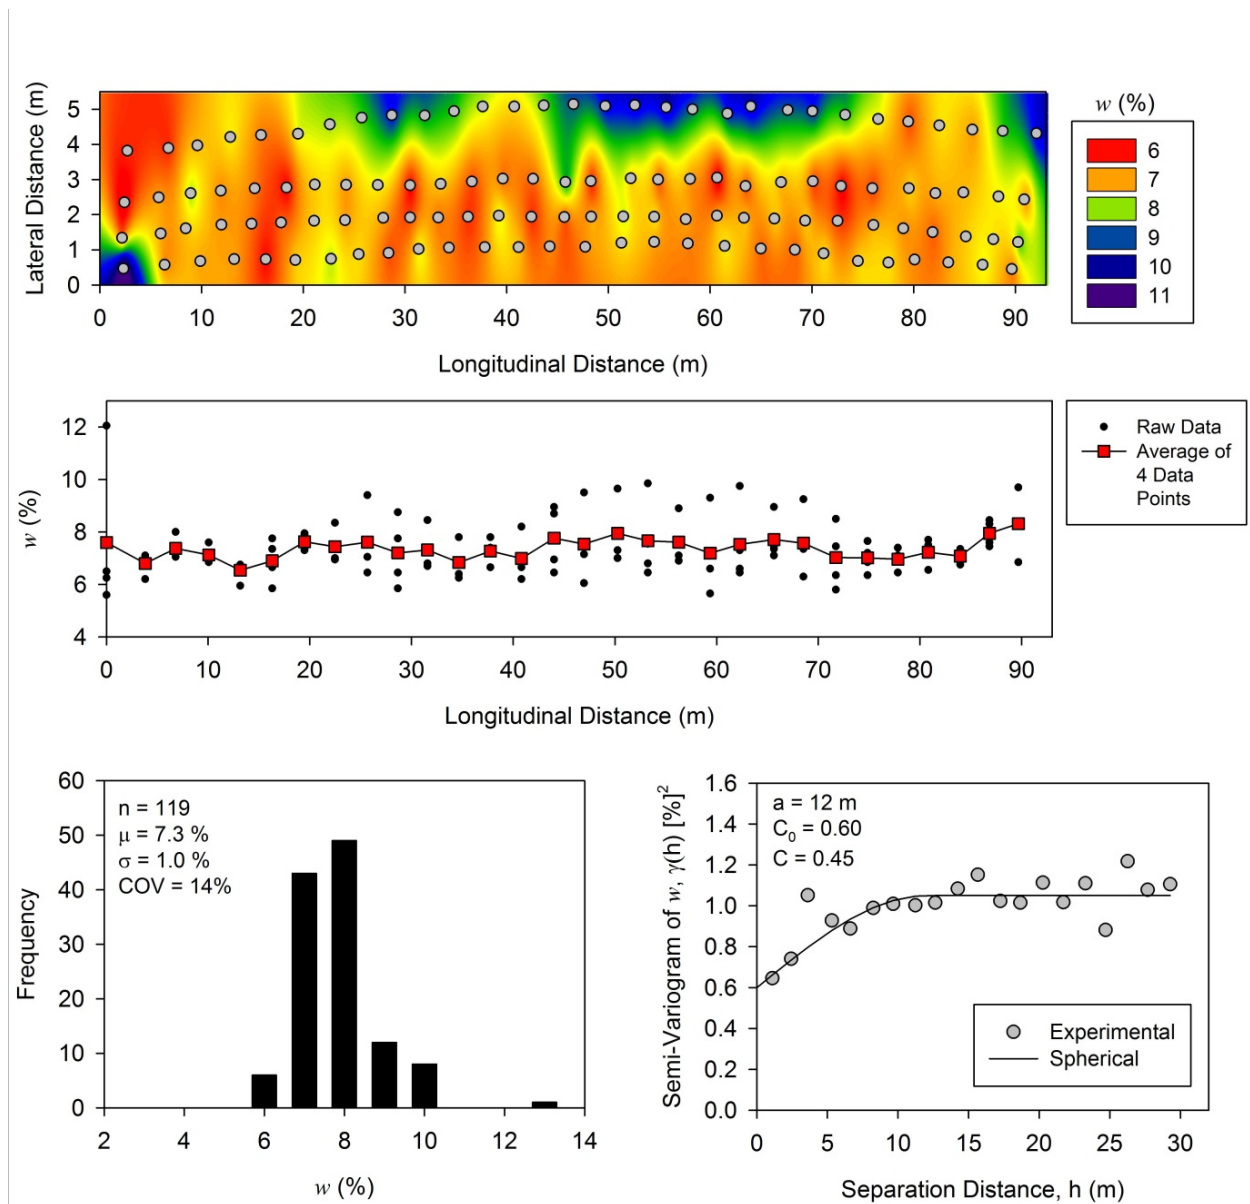 w (%)
5
4
3
2
1
0
Lateral Distance (m)
6
7
8
9
10
11
0 10 20 30 40 50 60 70 80 90
Longitudinal Distance (m)
12
10
8
6
4
w (%)
Raw Data
Average of
4 Data
Points
0 10 20 30 40 50 60 70 80 90
Longitudinal Distance (m)
60
50
40
30
20
10
0
Frequency
n = 119
μ = 7.3 %
σ = 1.0 %
COV = 14%
2 4 6 8 10 12 14
w (%)
1.6
1.4
1.2
1.0
0.8
0.6
0.4
0.2
0.0
Semi-Variogram of w, γ(h) [%]²
a = 12 m
C₀ = 0.60
C = 0.45
Experimental
Spherical
0 5 10 15 20 25 30
Separation Distance, h (m)